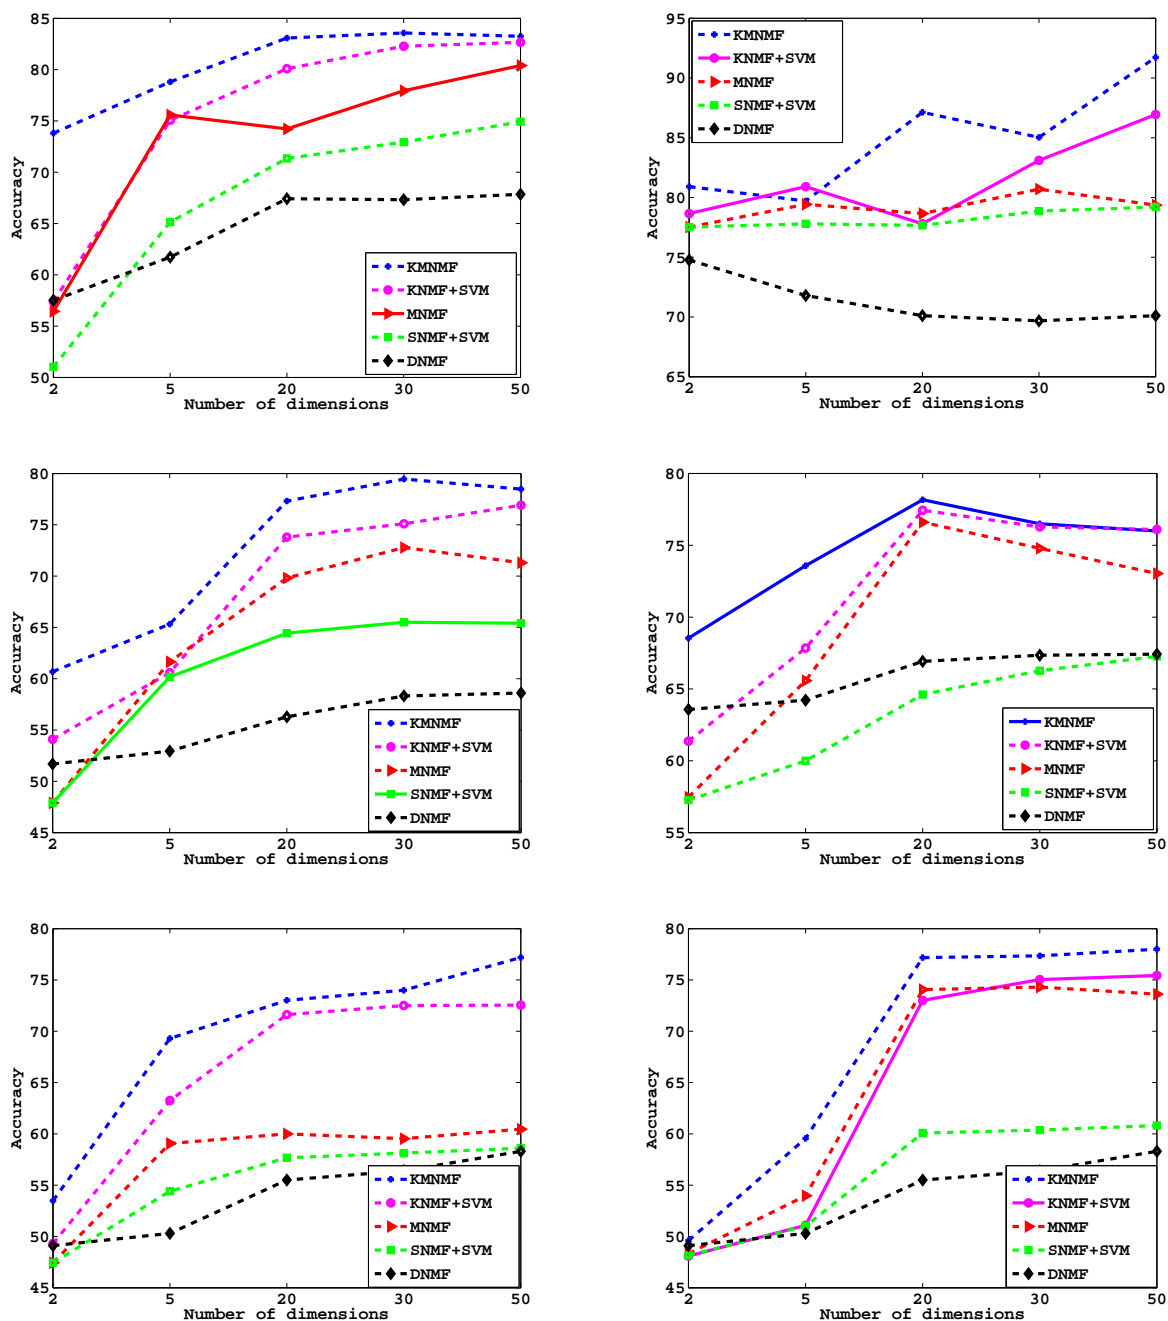 85
80
75
70
65
60
55
50
Accuracy
KMNMF
KNMF+SVM
MNMF
SNMF+SVM
DNMF
2 5 20 30 50
Number of dimensions
95
90
85
80
75
70
65
Accuracy
KMNMF
KNMF+SVM
MNMF
SNMF+SVM
DNMF
2 5 20 30 50
Number of dimensions
80
75
70
65
60
55
50
45
Accuracy
KMNMF
KNMF+SVM
MNMF
SNMF+SVM
DNMF
2 5 20 30 50
Number of dimensions
80
75
70
65
60
55
Accuracy
KMNMF
KNMF+SVM
MNMF
SNMF+SVM
DNMF
2 5 20 30 50
Number of dimensions
80
75
70
65
60
55
50
45
Accuracy
KMNMF
KNMF+SVM
MNMF
SNMF+SVM
DNMF
2 5 20 30 50
Number of dimensions
80
75
70
65
60
55
50
45
Accuracy
KMNMF
KNMF+SVM
MNMF
SNMF+SVM
DNMF
2 5 20 30 50
Number of dimensions